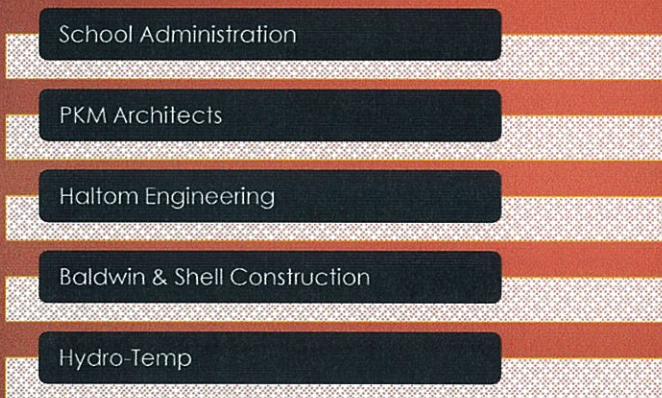 School Administration
PKM Architects
Haltom Engineering
Baldwin & Shell Construction
Hydro-Temp